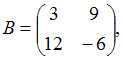 B = (3 9
12 -6),